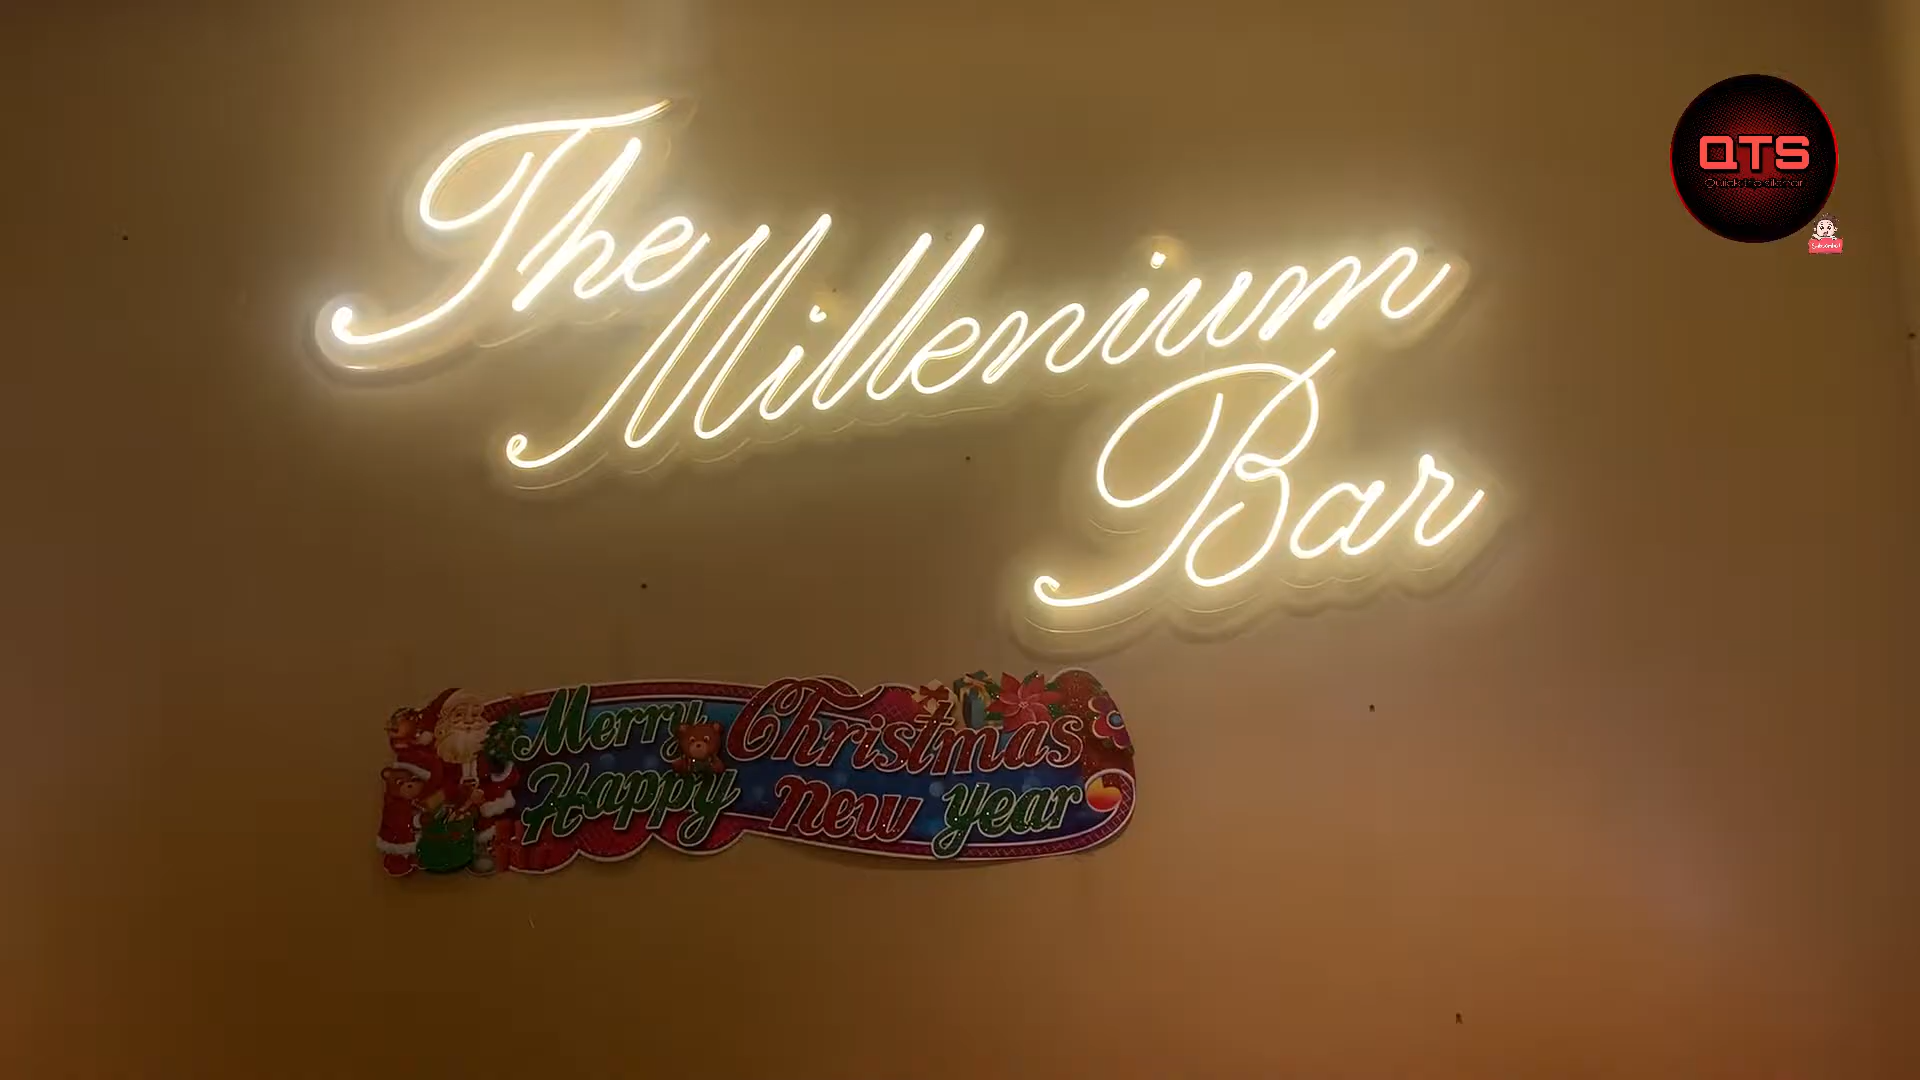 The
Millenium
Bar
QTS
Merry Christmas
Happy new year